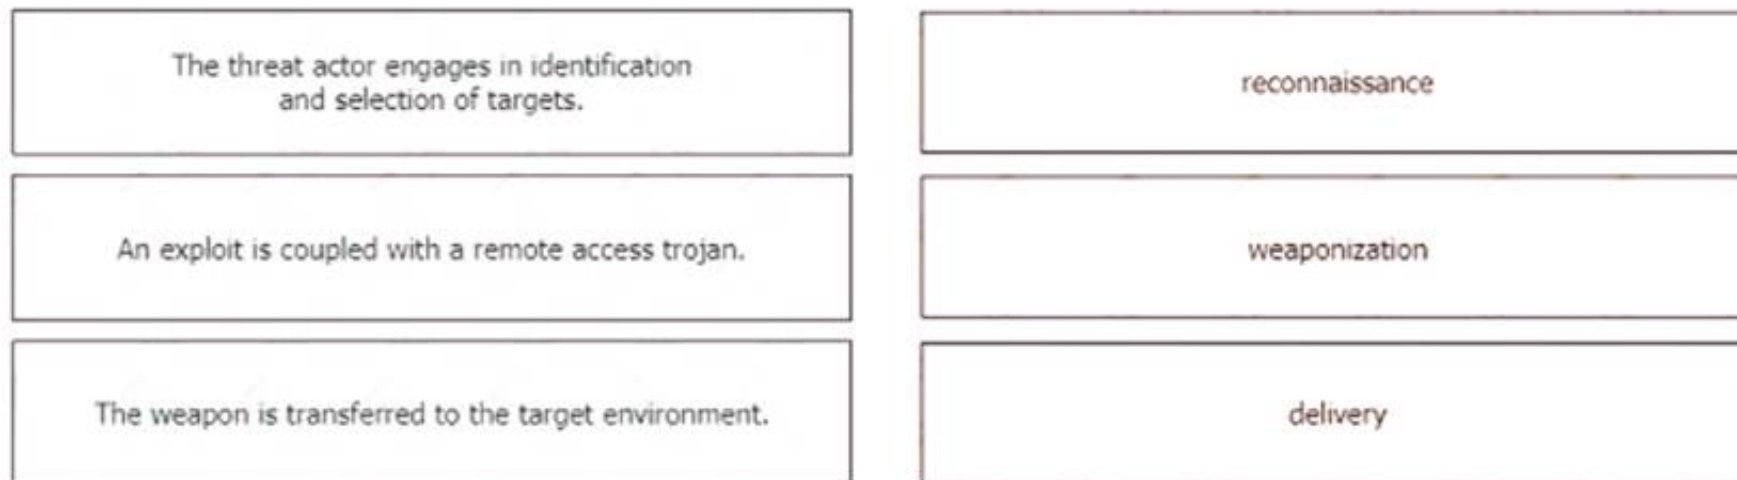 The threat actor engages in identification
and selection of targets.
reconnaissance
An exploit is coupled with a remote access trojan.
weaponization
The weapon is transferred to the target environment.
delivery